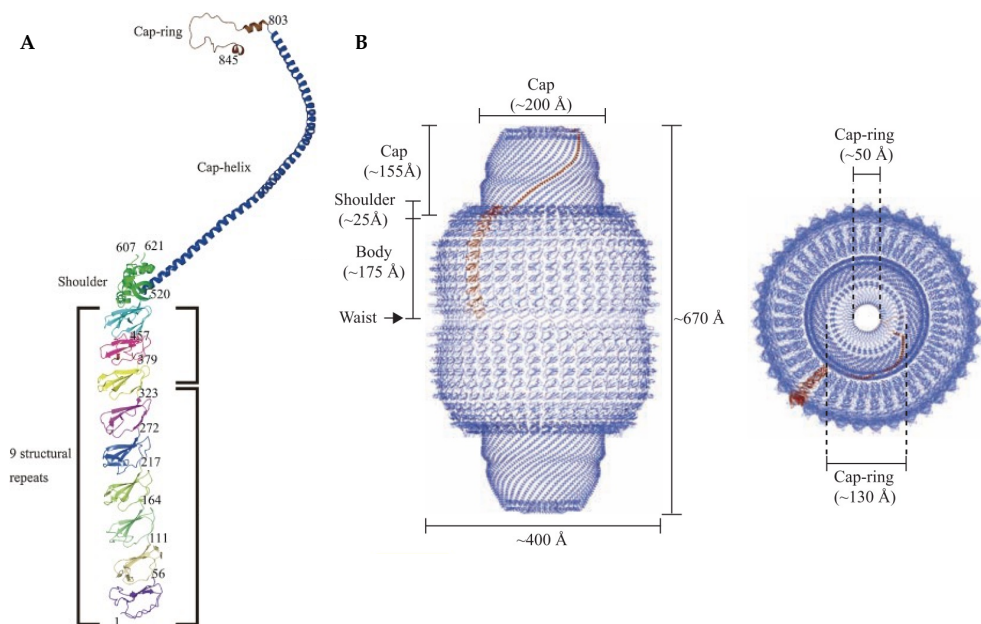 A
Cap-ring
803
845
Cap-helix
607
621
Shoulder
520
457
379
323
272
9 structural
repeats
217
164
111
56
1
B
Cap
(~200 Å)
Cap
(~155Å)
Shoulder
(~25Å)
Body
(~175 Å)
Waist
~670 Å
~400 Å
Cap-ring
(~50 Å)
Cap-ring
(~130 Å)